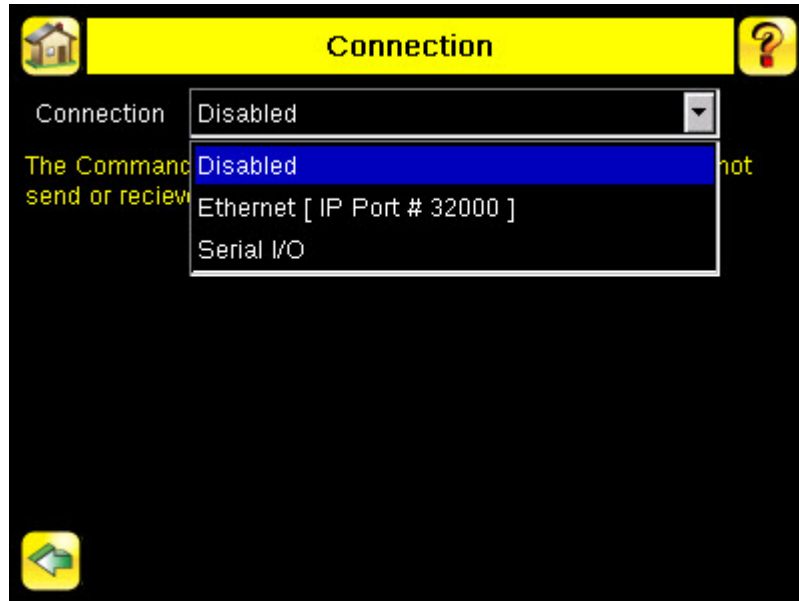 Connection
Connection Disabled
Disabled
Ethernet [ IP Port # 32000 ]
Serial I/O
The Command not
send or reciev